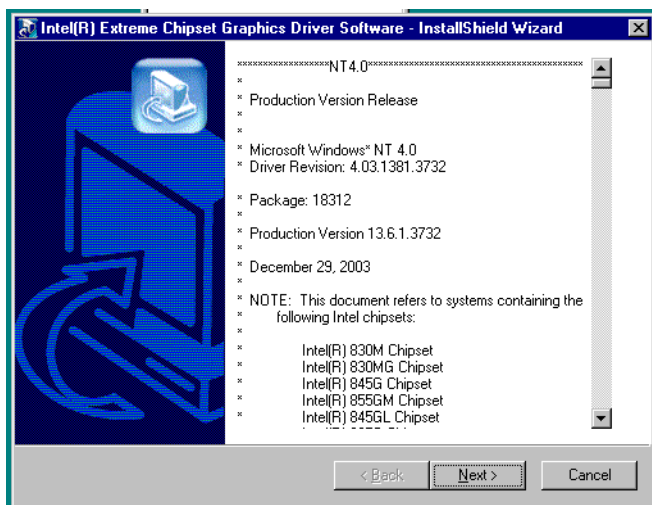 Intel(R) Extreme Chipset Graphics Driver Software - InstallShield Wizard
******************NT4.0******************************************
*
* Production Version Release
*
*
* Microsoft Windows* NT 4.0
* Driver Revision: 4.03.1381.3732
*
* Package: 18312
*
* Production Version 13.6.1.3732
*
* December 29, 2003
*
* NOTE:  This document refers to systems containing the
*       following Intel chipsets:
*
*            Intel(R) 830M Chipset
*            Intel(R) 830MG Chipset
*            Intel(R) 845G Chipset
*            Intel(R) 855GM Chipset
*            Intel(R) 845GL Chipset
< Back
Next >
Cancel